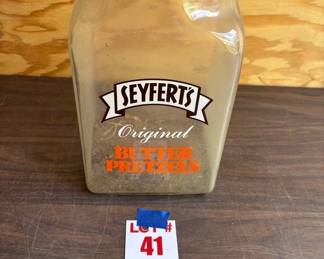 SEYFERT'S
Original
BUTTER
PRETZELS
LOT #
41